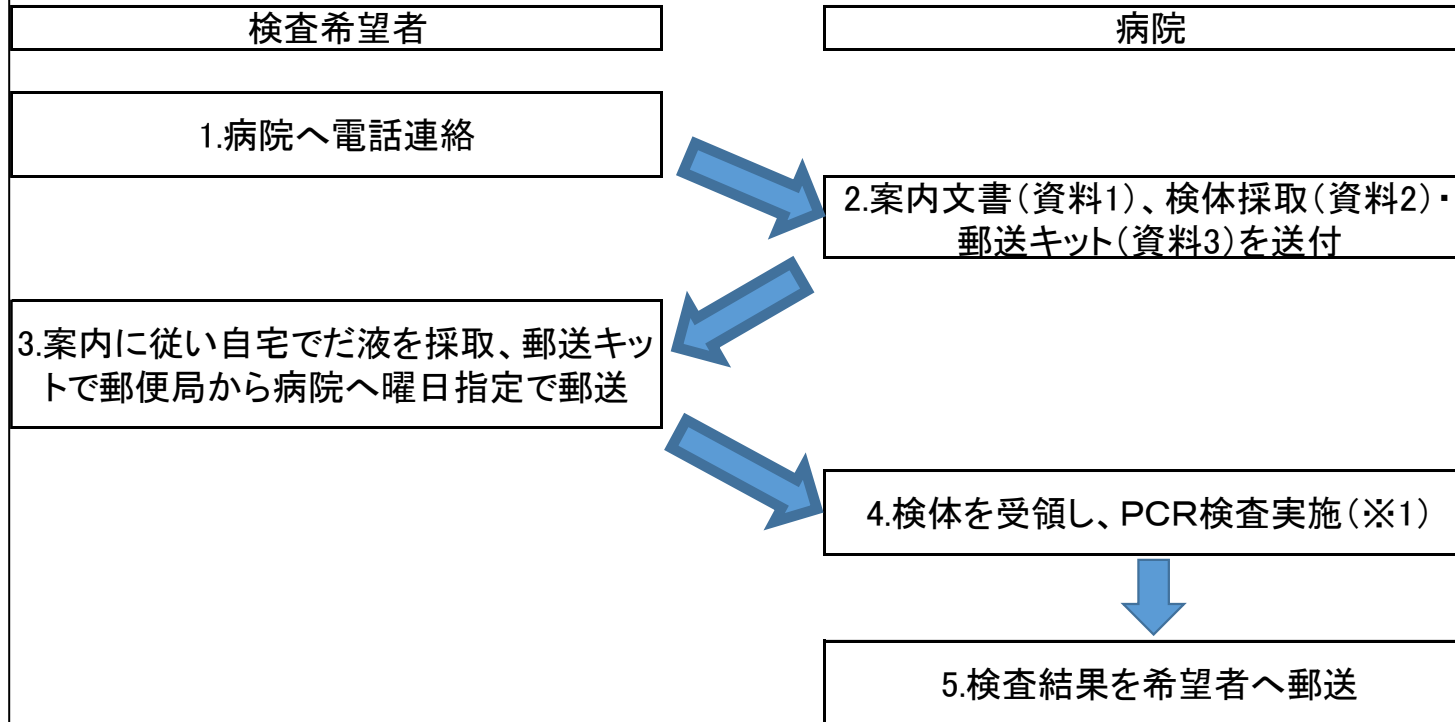 検査希望者
病院
1.病院へ電話連絡
2.案内文書(資料1)、検体採取(資料2)・
郵送キット(資料3)を送付
3.案内に従い自宅でだ液を採取、郵送キッ
トで郵便局から病院へ曜日指定で郵送
4.検体を受領し、PCR検査実施(※1)
5.検査結果を希望者へ郵送